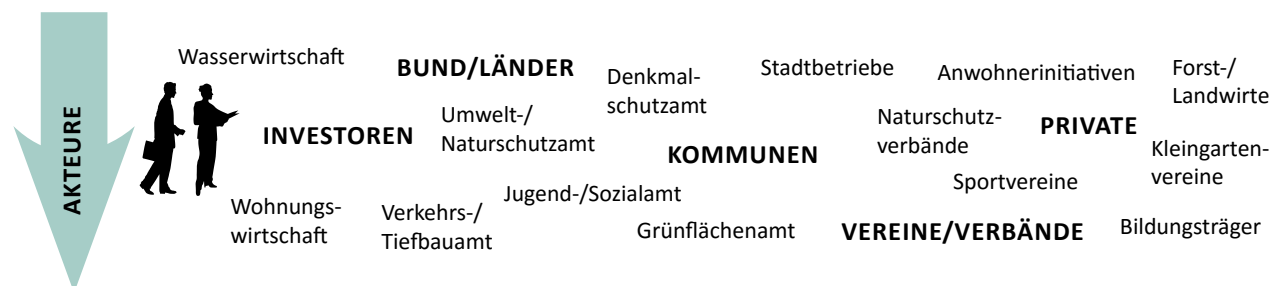 AKTEURE
Wasserwirtschaft
BUND/LÄNDER
Denkmal-
schutzamt
Stadtbetriebe
Anwohnerinitiativen
Forst-/
Landwirte
INVESTOREN
Umwelt-/
Naturschutzamt
KOMMUNEN
Naturschutz-
verbände
PRIVATE
Kleingarten-
vereine
Wohnungs-
wirtschaft
Verkehrs-/
Tiefbauamt
Jugend-/Sozialamt
Grünflächenamt
Sportvereine
VEREINE/VERBÄNDE
Bildungsträger